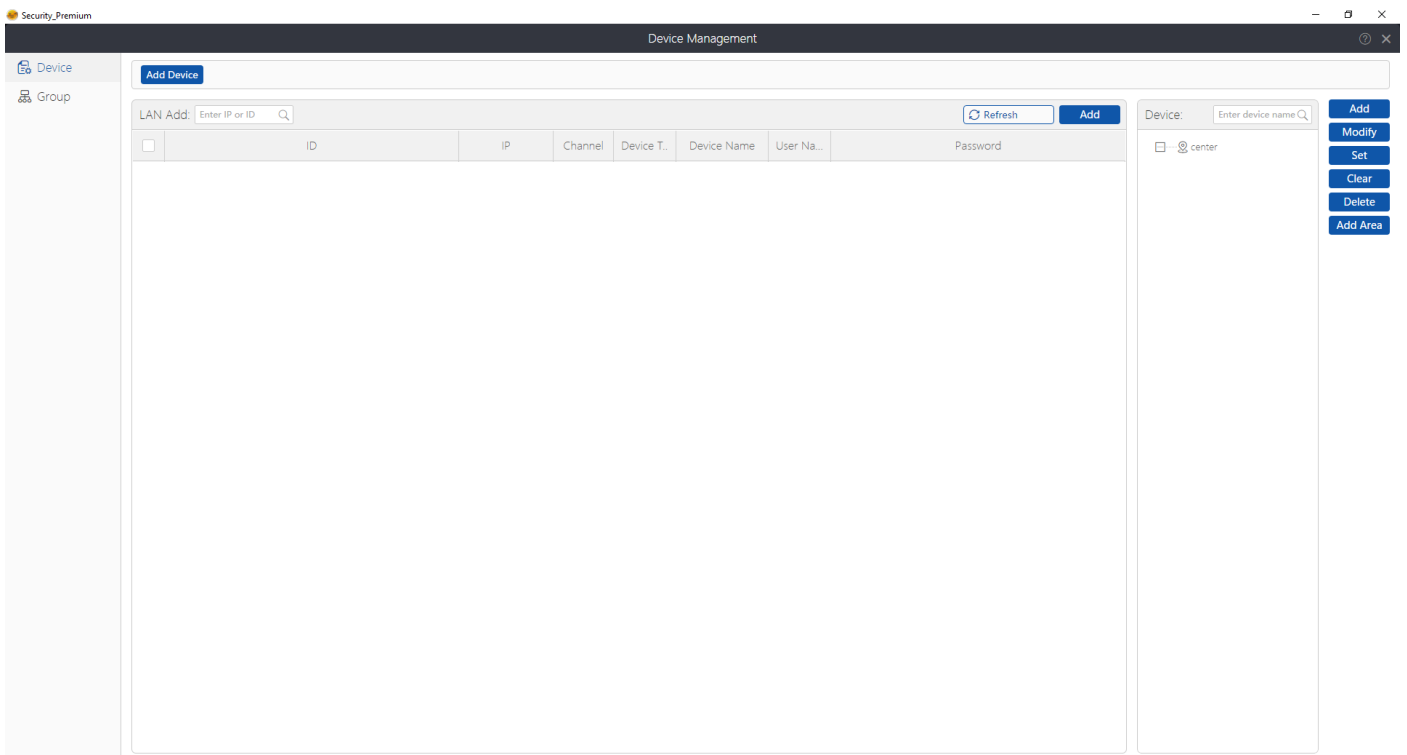 Security_Premium
Device Management
Device
Group
Add Device
LAN Add: Enter IP or ID Refresh Add
ID IP Channel Device T... Device Name User Na... Password
Device: Enter device name
center
Add
Modify
Set
Clear
Delete
Add Area